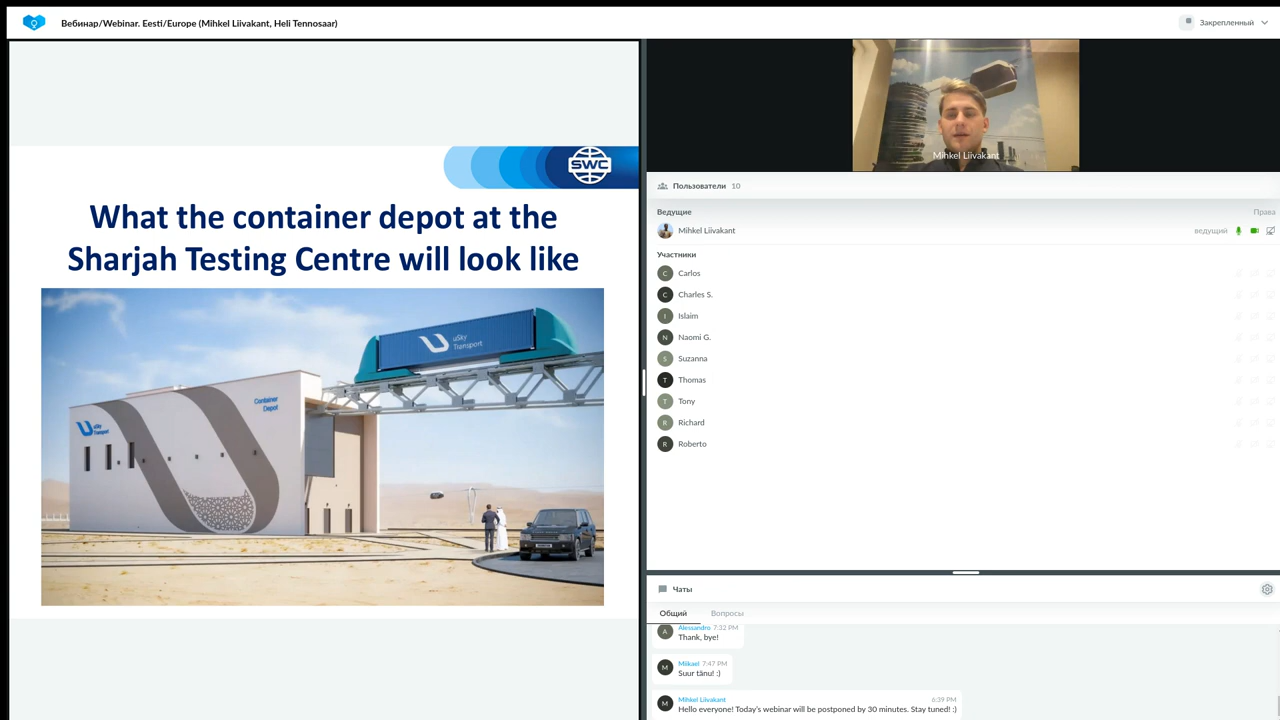 Вебинар/Webinar. Eesti/Europe (Mihkel Liivakant, Heli Tennosaar)
Закрепленный
SWC
What the container depot at the
Sharjah Testing Centre will look like
uSky
Transport
Container
Depot
uSky
Transport
Mihkel Liivakant
Пользователи 10
Ведущие Права
Mihkel Liivakant ведущий
Участники
C Carlos
C Charles S.
I Islaim
N Naomi G.
S Suzanna
T Thomas
T Tony
R Richard
R Roberto
Чаты
Общий Вопросы
A Alessandro 7:32 PM
Thank, bye!
M Miikael 7:47 PM
Suur tänu! :)
M Mihkel Liivakant 6:39 PM
Hello everyone! Today's webinar will be postponed by 30 minutes. Stay tuned! :)